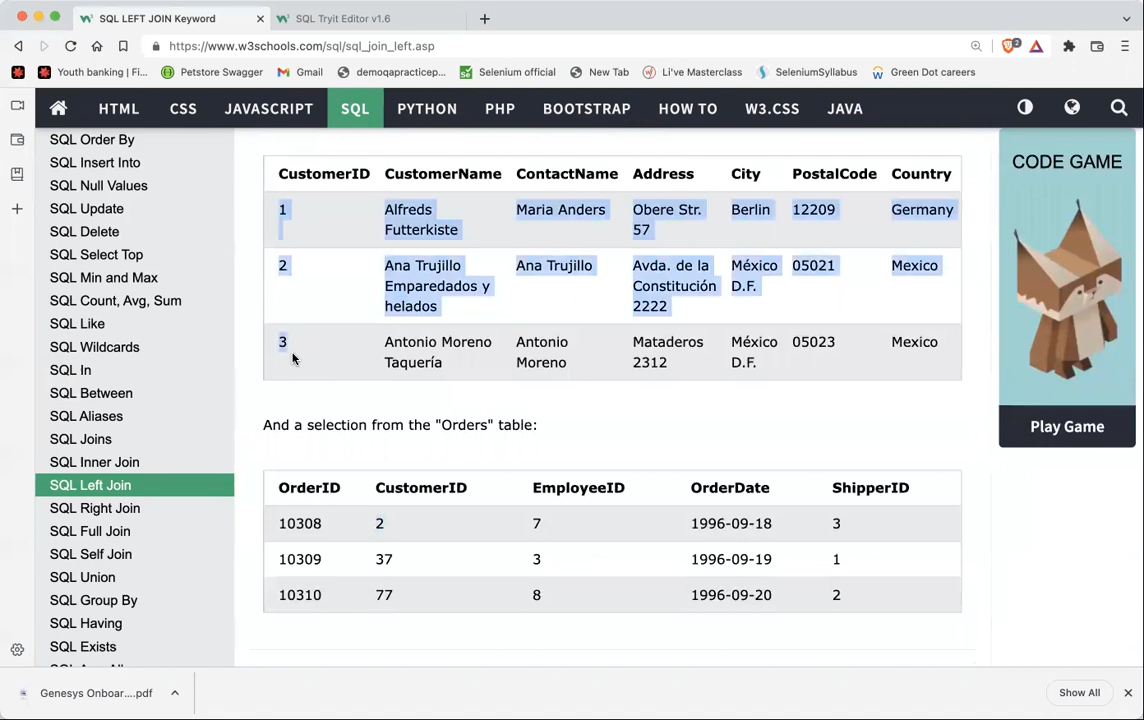 SQL LEFT JOIN Keyword
SQL Tryit Editor v1.6
https://www.w3schools.com/sql/sql_join_left.asp
2
Youth banking | Fi...
Petstore Swagger
Gmail
demoqapracticep...
Selenium official
New Tab
Li've Masterclass
SeleniumSyllabus
Green Dot careers
HTML CSS JAVASCRIPT SQL PYTHON PHP BOOTSTRAP HOW TO W3.CSS JAVA
SQL Order By
SQL Insert Into
SQL Null Values
SQL Update
SQL Delete
SQL Select Top
SQL Min and Max
SQL Count, Avg, Sum
SQL Like
SQL Wildcards
SQL In
SQL Between
SQL Aliases
SQL Joins
SQL Inner Join
SQL Left Join
SQL Right Join
SQL Full Join
SQL Self Join
SQL Union
SQL Group By
SQL Having
SQL Exists
CustomerID CustomerName ContactName Address City PostalCode Country
1 Alfreds Maria Anders Obere Str. Berlin 12209 Germany
Futterkiste 57
2 Ana Trujillo Ana Trujillo Avda. de la México 05021 Mexico
Emparedados y Constitución D.F.
helados 2222
3 Antonio Moreno Antonio Mataderos México 05023 Mexico
Taquería Moreno 2312 D.F.
And a selection from the "Orders" table:
OrderID CustomerID EmployeeID OrderDate ShipperID
10308 2 7 1996-09-18 3
10309 37 3 1996-09-19 1
10310 77 8 1996-09-20 2
CODE GAME
Play Game
Genesys Onboar....pdf
Show All